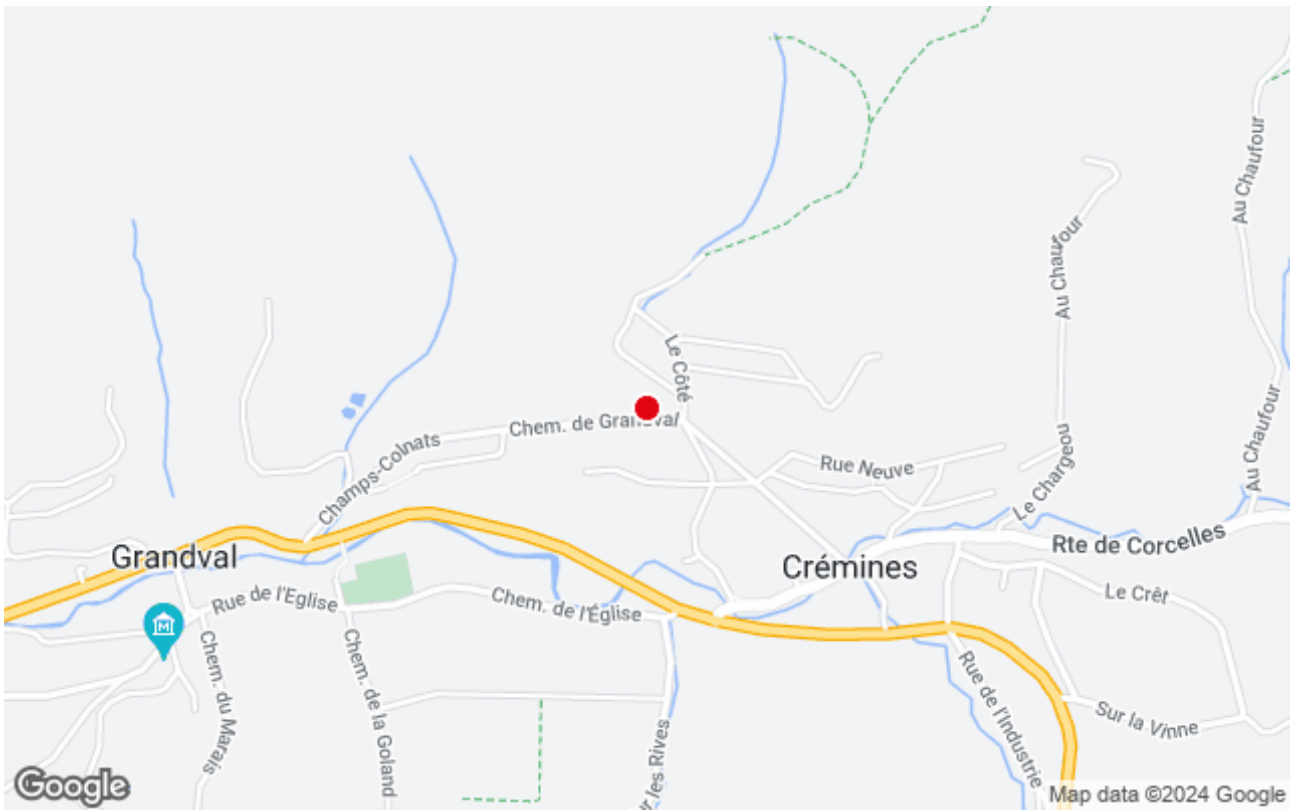 Au Chaufour
Au Chaufour
Le Côté
Chem. de Grandval
Champs-Colnats
Rue Neuve
Le Chargeou
Au Chaufour
Grandval
Crémines
Rte de Corcelles
Rue de l'Eglise
Chem. de l'Église
Le Crêt
M
Chem. du Marais
Chem. de la Goland
r les Rives
Rue de l'Industrie
Sur la Vinne
Google
Map data ©2024 Google